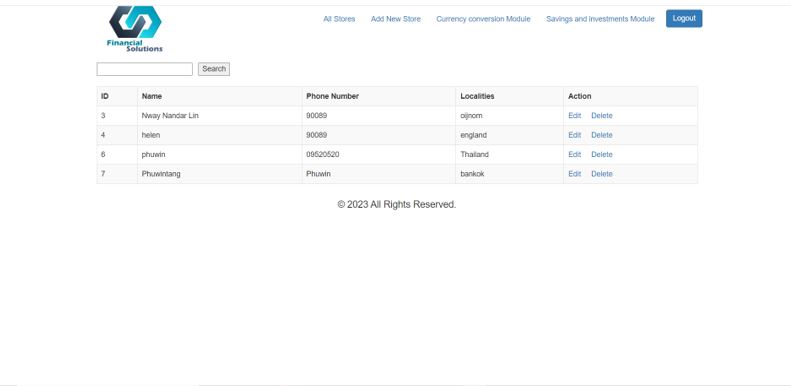 Financial
Solutions
All Stores Add New Store Currency conversion Module Savings and investments Module Logout
Search
ID Name Phone Number Localities Action
3 Nway Nandar Lin 90089 oijnom Edit Delete
4 helen 90089 england Edit Delete
6 phuwin 09520520 Thailand Edit Delete
7 Phuwintang Phuwin bankok Edit Delete
© 2023 All Rights Reserved.